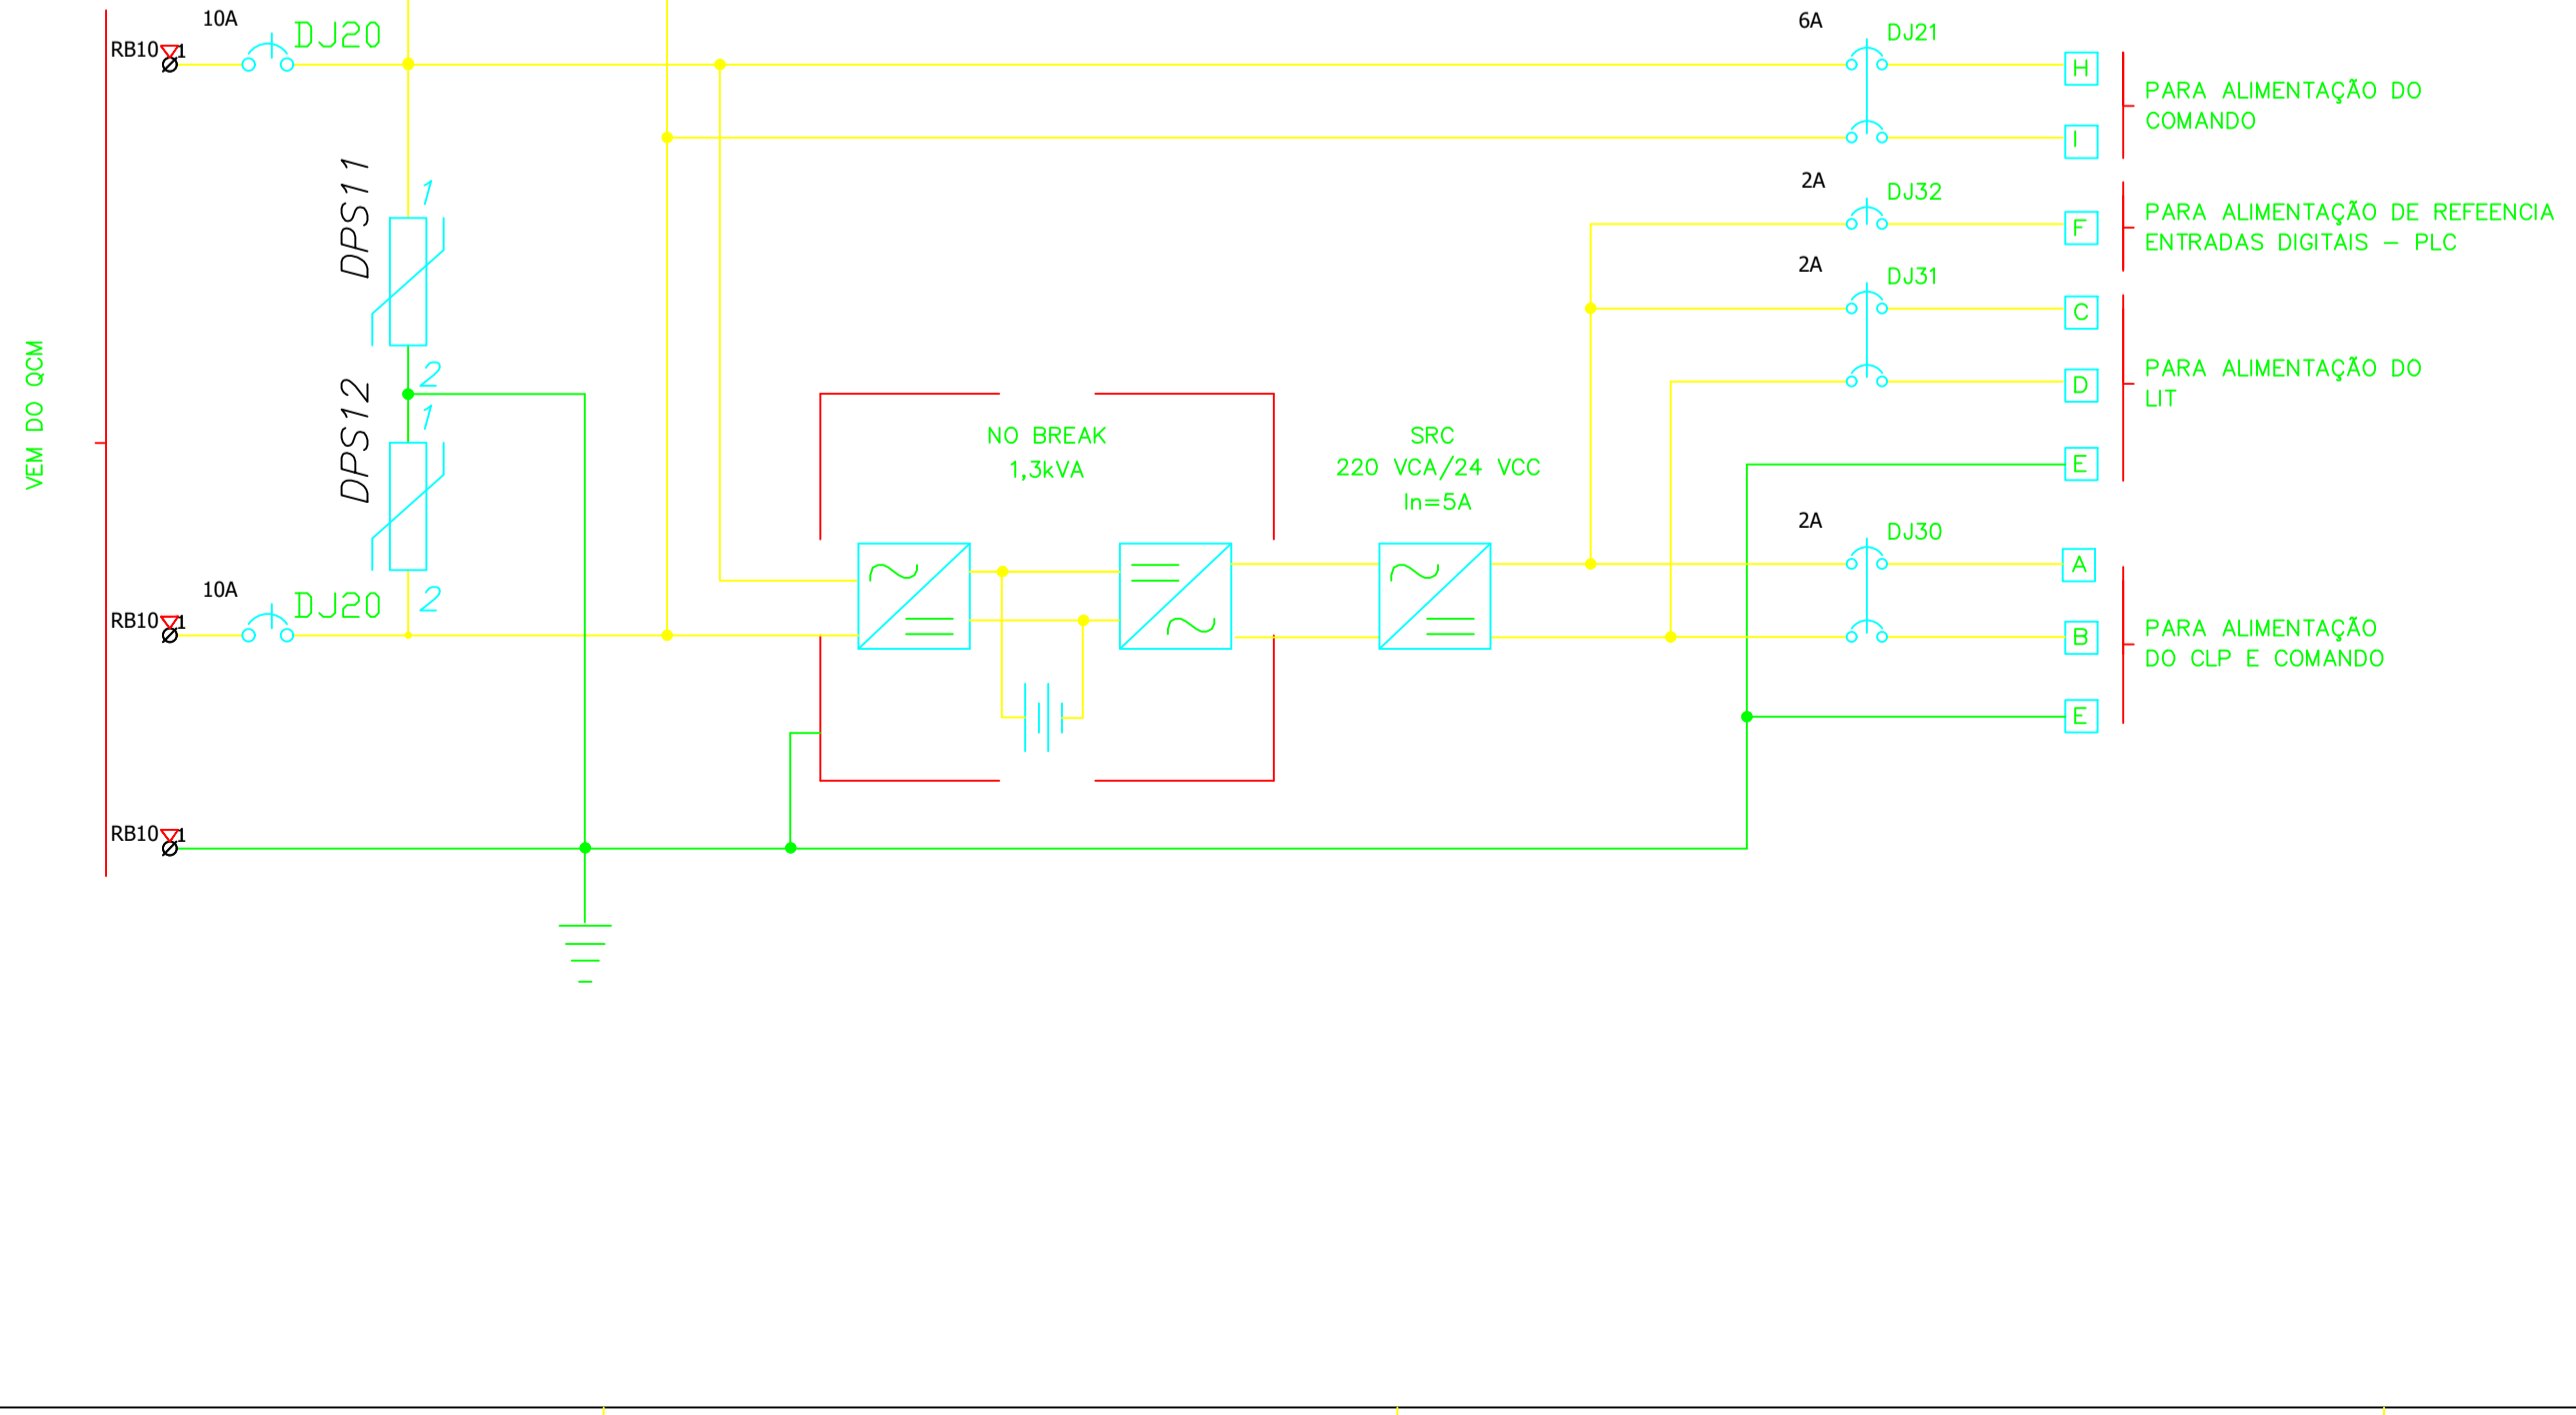 10A
DJ20
RB10 1
6A
DJ21
H
PARA ALIMENTAÇÃO DO
COMANDO
I
DPS11
1
2
2A
DJ32
F
PARA ALIMENTAÇÃO DE REFEENCIA
ENTRADAS DIGITAIS – PLC
2A
DJ31
C
D
PARA ALIMENTAÇÃO DO
LIT
E
VEM DO QCM
DPS12
1
2
NO BREAK
1,3kVA
SRC
220 VCA/24 VCC
In=5A
2A
DJ30
A
B
PARA ALIMENTAÇÃO
DO CLP E COMANDO
E
10A
DJ20
RB10 1
RB10 1